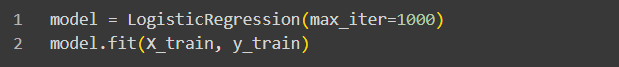 1 model = LogisticRegression(max_iter=1000)
2 model.fit(X_train, y_train)